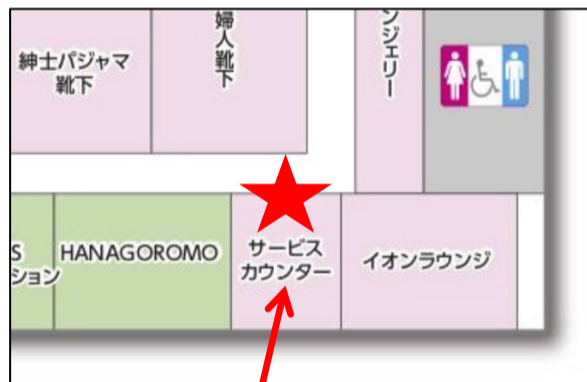 紳士パジャマ
靴下
婦人靴下
ンジェリー
S
ション
HANAGOROMO
サービス
カウンター
イオンラウンジ